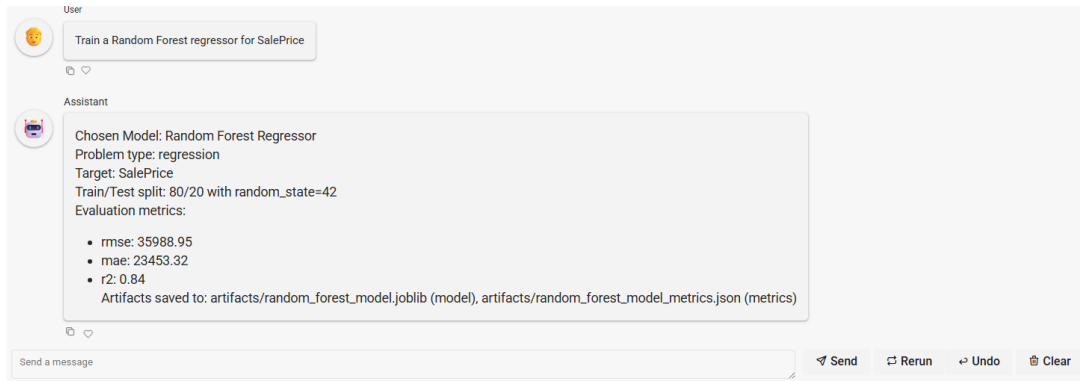 User
Train a Random Forest regressor for SalePrice
Assistant
Chosen Model: Random Forest Regressor
Problem type: regression
Target: SalePrice
Train/Test split: 80/20 with random_state=42
Evaluation metrics:
• rmse: 35988.95
• mae: 23453.32
• r2: 0.84
Artifacts saved to: artifacts/random_forest_model.joblib (model), artifacts/random_forest_model_metrics.json (metrics)
Send a message
Send
Rerun
Undo
Clear